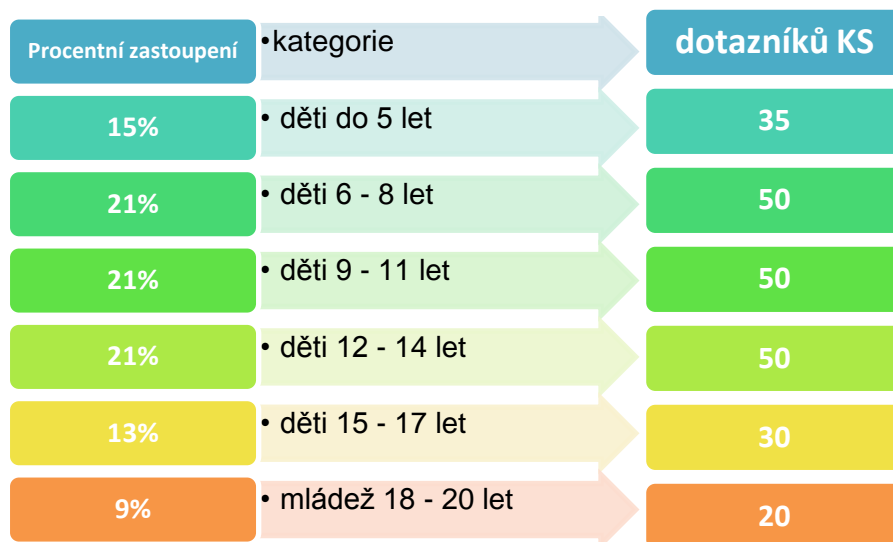 Procentní zastoupení •kategorie dotazníků KS
15% • děti do 5 let 35
21% • děti 6 - 8 let 50
21% • děti 9 - 11 let 50
21% • děti 12 - 14 let 50
13% • děti 15 - 17 let 30
9% • mládež 18 - 20 let 20